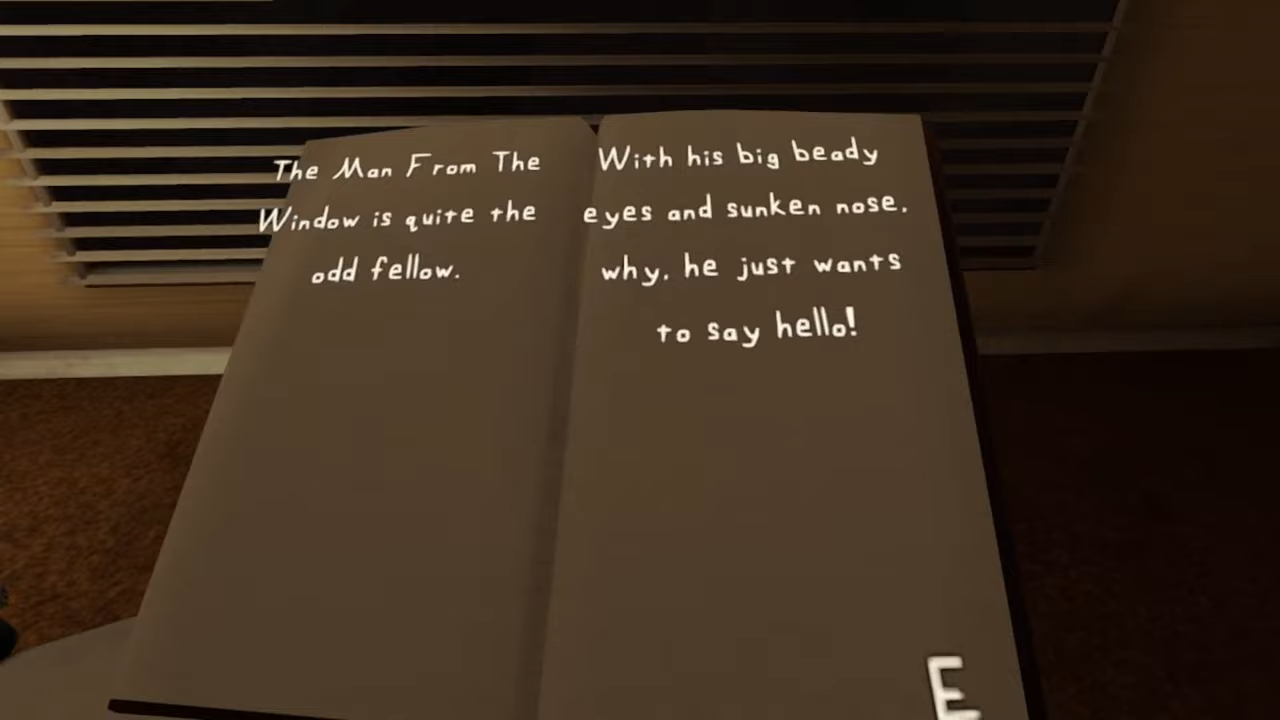 The Man From The
Window is quite the
odd fellow.
With his big beady
eyes and sunken nose,
why, he just wants
to say hello!
E